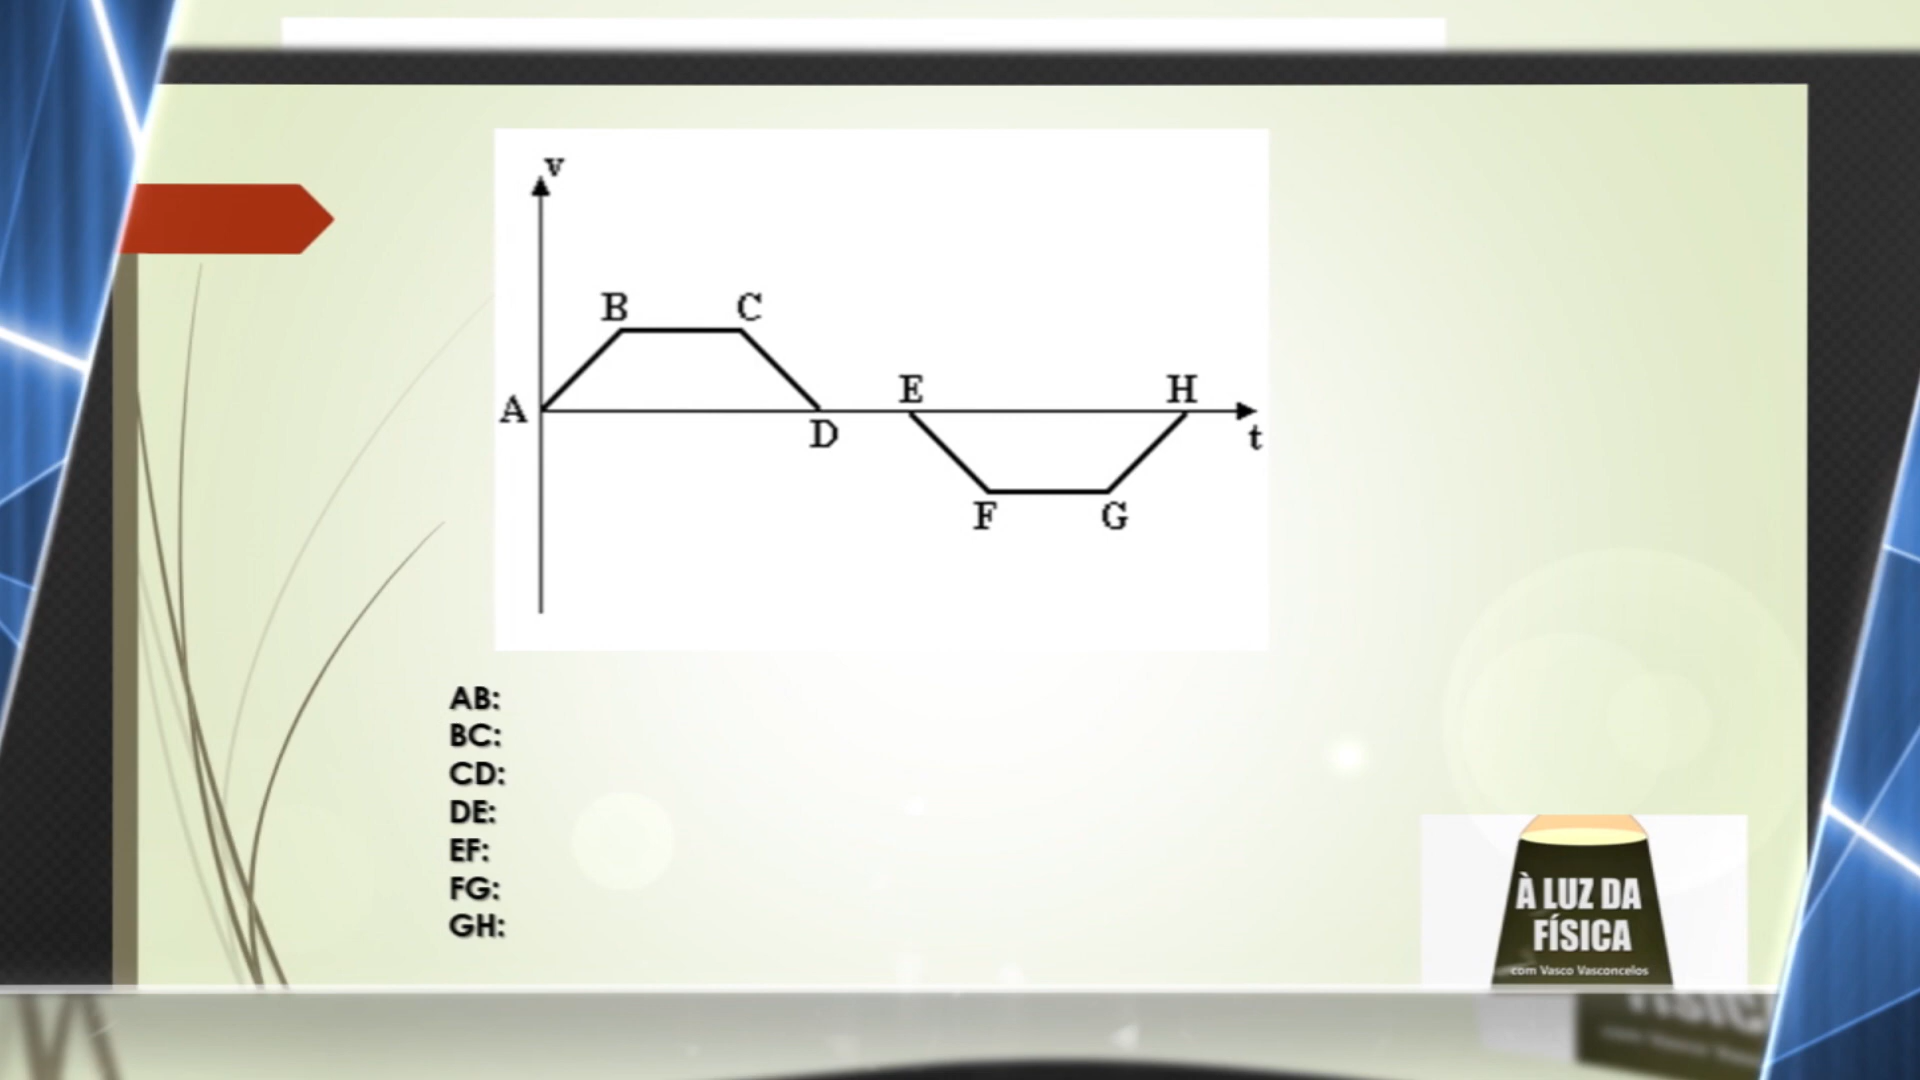 v
B C
E H
A
D
t
F G
AB:
BC:
CD:
DE:
EF:
FG:
GH:
À LUZ DA
FÍSICA
com Vasco Vasconcelos